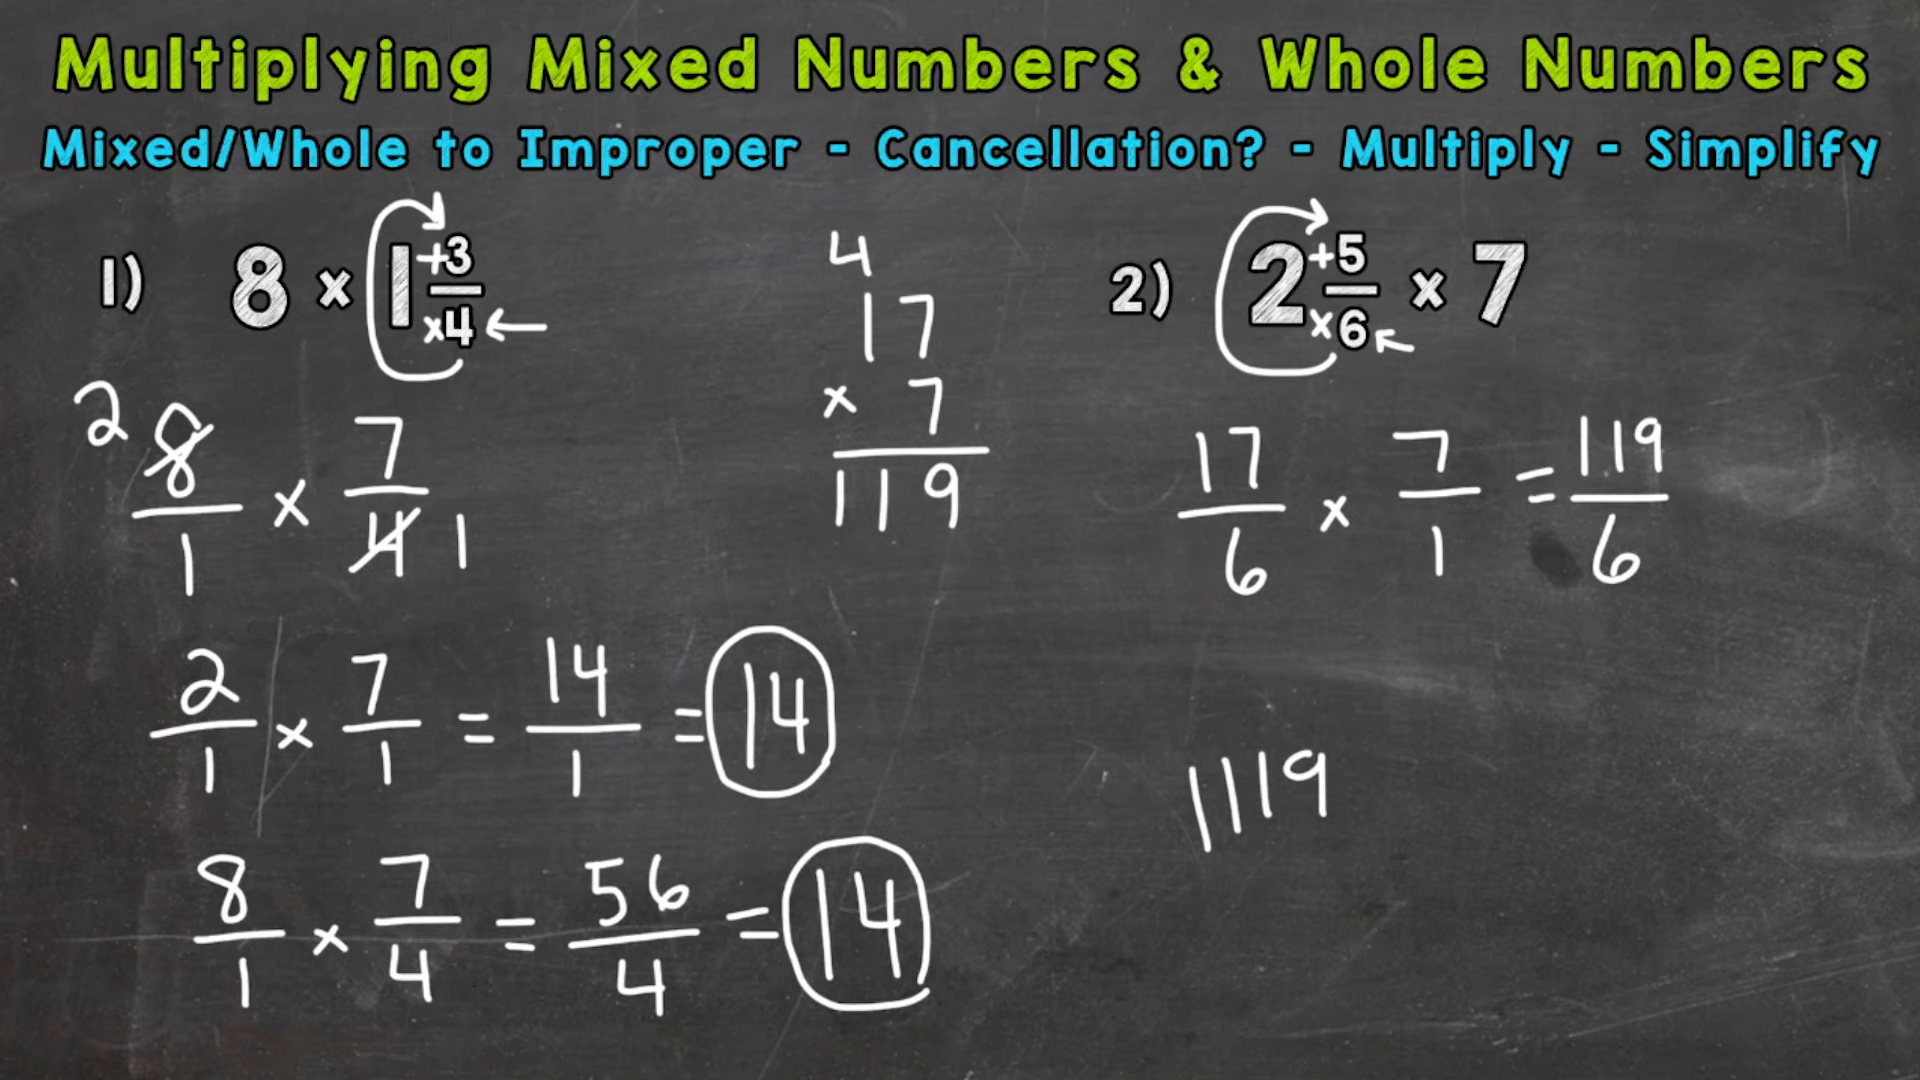 Multiplying Mixed Numbers & Whole Numbers
Mixed/Whole to Improper - Cancellation? - Multiply - Simplify
1) 8 × 1 +3/×4 ←
2 8/1 × 7/4 1
2/1 × 7/1 = 14/1 = 14
8/1 × 7/4 = 56/4 = 14
4
17
× 7
119
2) 2 +5/×6 × 7
17/6 × 7/1 = 119/6
1119